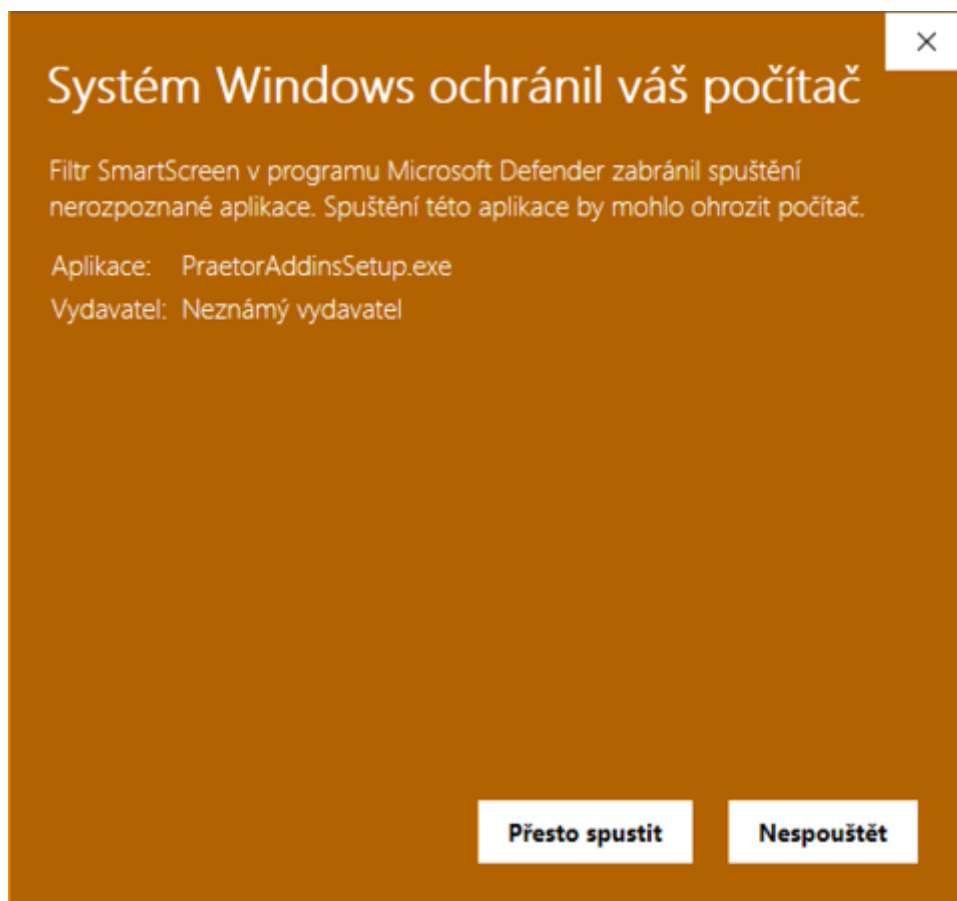 Systém Windows ochránil váš počítač
Filtr SmartScreen v programu Microsoft Defender zabránil spuštění
nerozpoznané aplikace. Spuštění této aplikace by mohlo ohrozit počítač.
Aplikace: PraetorAddinsSetup.exe
Vydavatel: Neznámý vydavatel
Přesto spustit Nespouštět